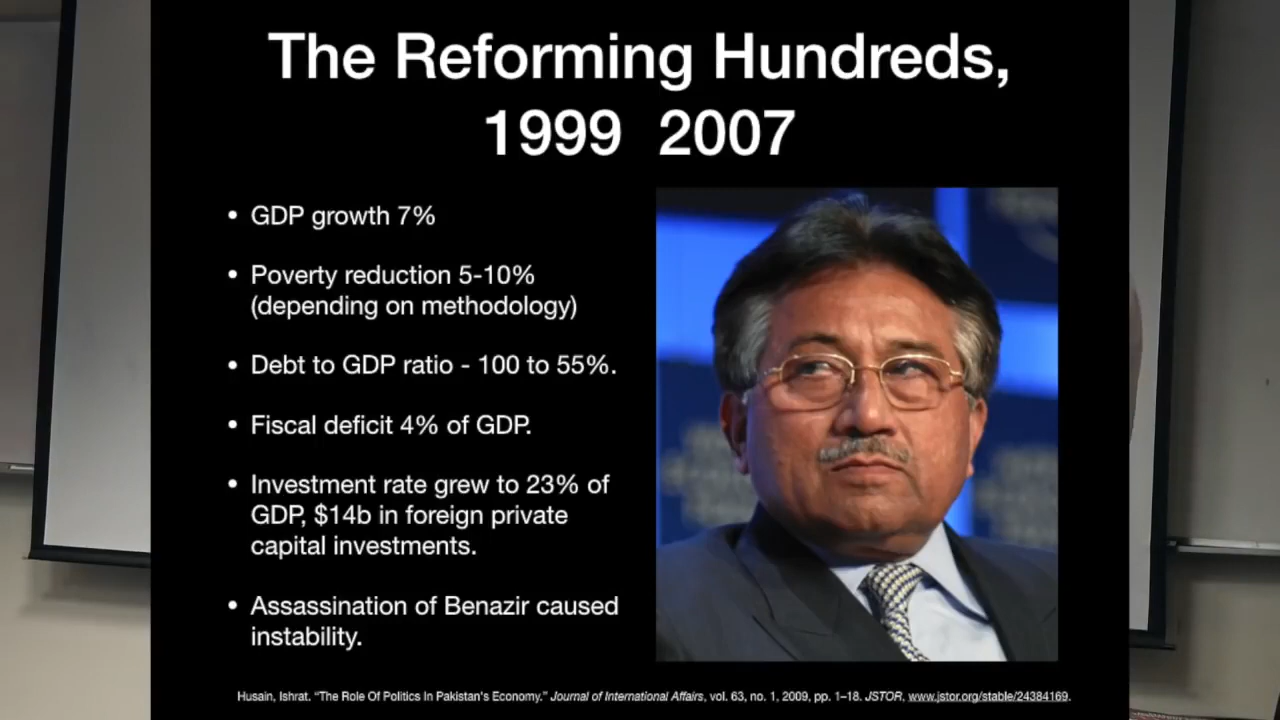 The Reforming Hundreds,
1999 2007
• GDP growth 7%
• Poverty reduction 5-10%
(depending on methodology)
• Debt to GDP ratio - 100 to 55%.
• Fiscal deficit 4% of GDP.
• Investment rate grew to 23% of
GDP, $14b in foreign private
capital investments.
• Assassination of Benazir caused
instability.
Husain, Ishrat. “The Role Of Politics In Pakistan's Economy.” Journal of International Affairs, vol. 63, no. 1, 2009, pp. 1–18. JSTOR, www.jstor.org/stable/24384169.